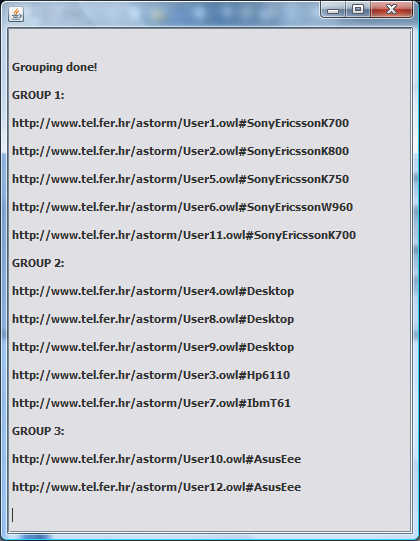 Grouping done!
GROUP 1:
http://www.tel.fer.hr/astorm/User1.owl#SonyEricssonK700
http://www.tel.fer.hr/astorm/User2.owl#SonyEricssonK800
http://www.tel.fer.hr/astorm/User5.owl#SonyEricssonK750
http://www.tel.fer.hr/astorm/User6.owl#SonyEricssonW960
http://www.tel.fer.hr/astorm/User11.owl#SonyEricssonK700
GROUP 2:
http://www.tel.fer.hr/astorm/User4.owl#Desktop
http://www.tel.fer.hr/astorm/User8.owl#Desktop
http://www.tel.fer.hr/astorm/User9.owl#Desktop
http://www.tel.fer.hr/astorm/User3.owl#Hp6110
http://www.tel.fer.hr/astorm/User7.owl#IbmT61
GROUP 3:
http://www.tel.fer.hr/astorm/User10.owl#AsusEee
http://www.tel.fer.hr/astorm/User12.owl#AsusEee